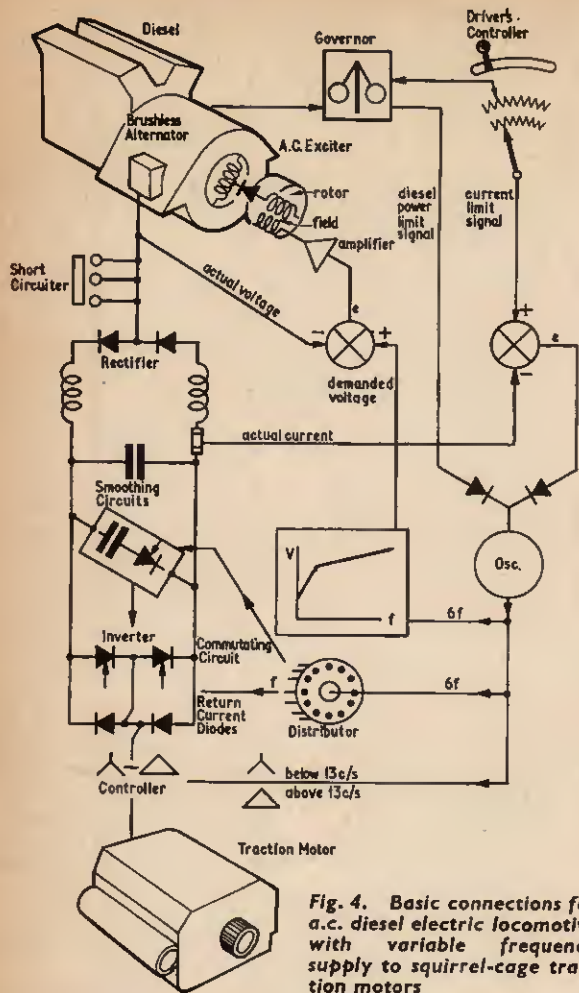 Diesel
Governor
Driver's
Controller
Brushless
Alternator
A.C. Exciter
rotor
field
amplifier
diesel
power
limit
signal
current
limit
signal
Short
Circuiter
actual voltage
e
- +
demanded
voltage
+
e
-
Rectifier
actual current
Smoothing
Circuits
V
f
Osc.
6f
Inverter
Commutating
Circuit
f
Return
Current
Diodes
Distributor
6f
Controller
below 13c/s
above 13c/s
Traction Motor
Fig. 4. Basic connections fo
a.c. diesel electric locomotiv
with variable frequenc
supply to squirrel-cage trac
tion motors